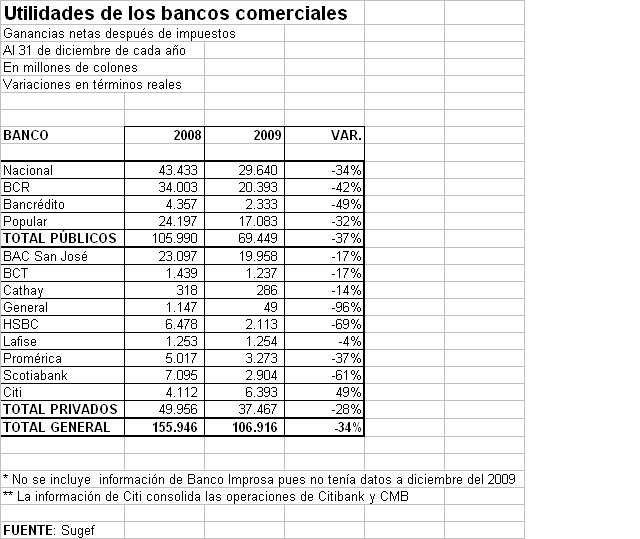 Utilidades de los bancos comerciales
Ganancias netas después de impuestos
Al 31 de diciembre de cada año
En millones de colones
Variaciones en términos reales
BANCO 2008 2009 VAR.
Nacional 43.433 29.640 -34%
BCR 34.003 20.393 -42%
Bancrédito 4.357 2.333 -49%
Popular 24.197 17.083 -32%
TOTAL PÚBLICOS 105.990 69.449 -37%
BAC San José 23.097 19.958 -17%
BCT 1.439 1.237 -17%
Cathay 318 286 -14%
General 1.147 49 -96%
HSBC 6.478 2.113 -69%
Lafise 1.253 1.254 -4%
Promérica 5.017 3.273 -37%
Scotiabank 7.095 2.904 -61%
Citi 4.112 6.393 49%
TOTAL PRIVADOS 49.956 37.467 -28%
TOTAL GENERAL 155.946 106.916 -34%
* No se incluye información de Banco Improsa pues no tenía datos a diciembre del 2009
** La información de Citi consolida las operaciones de Citibank y CMB
FUENTE: Sugef